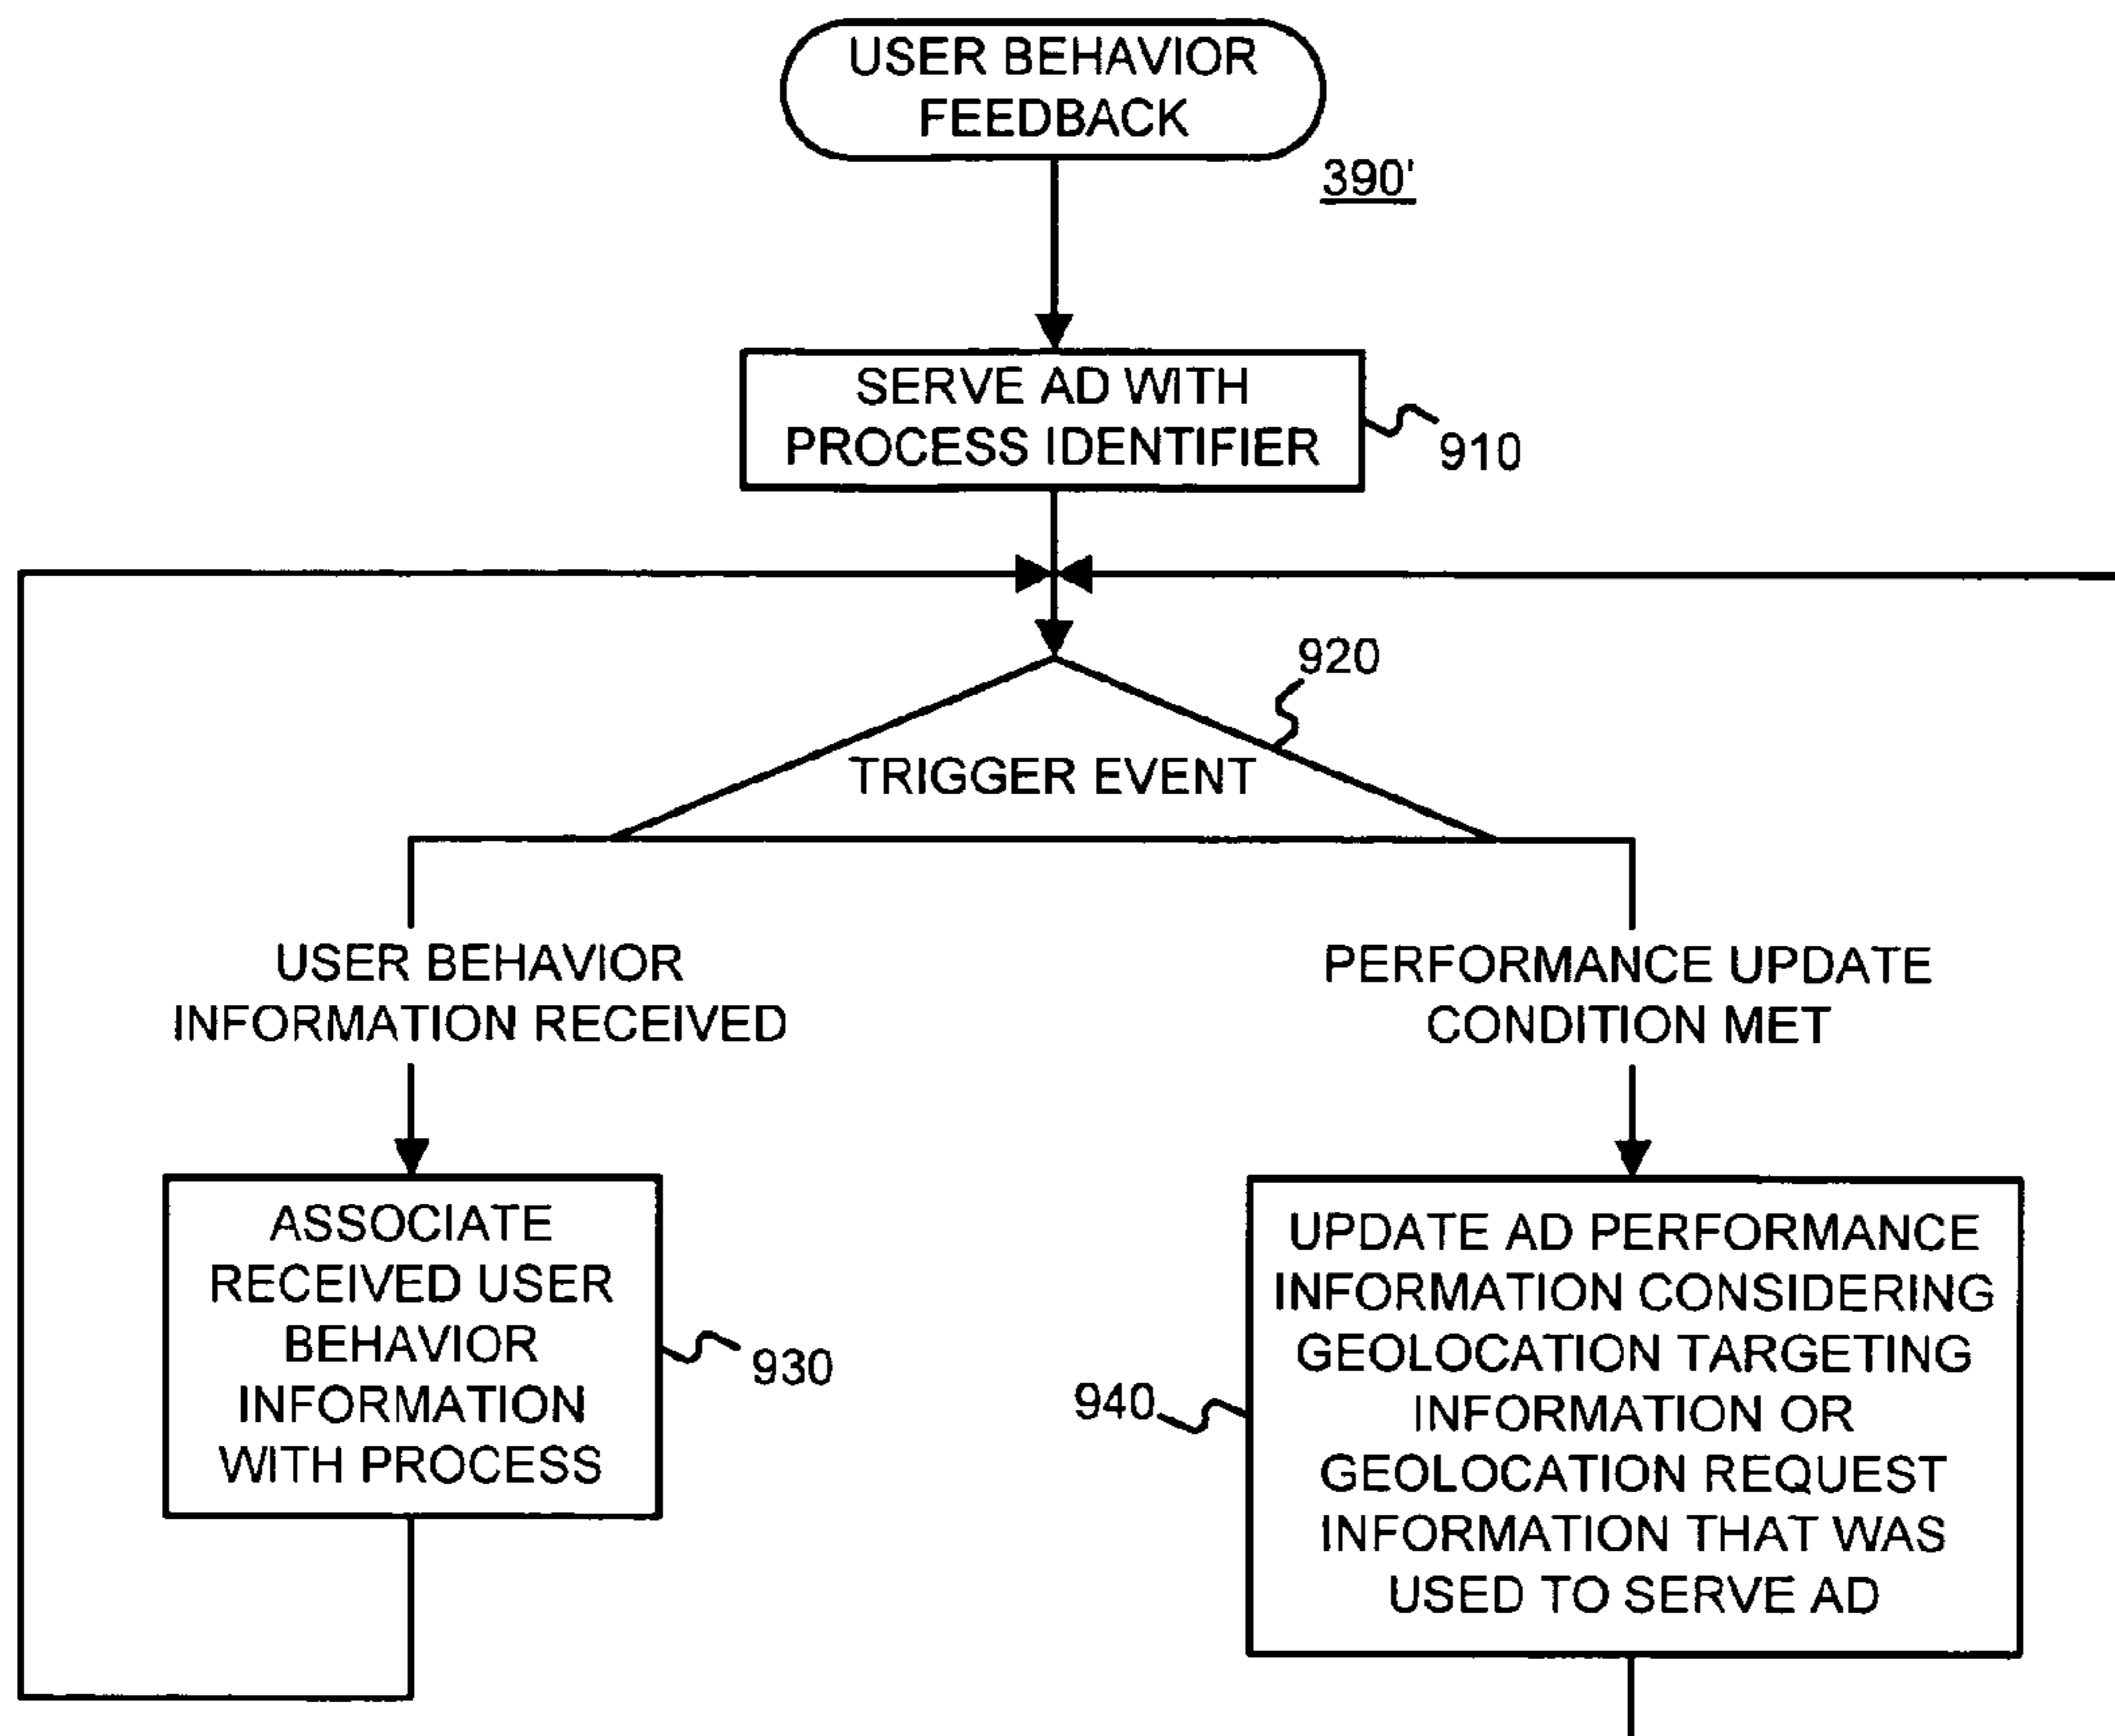 USER BEHAVIOR
FEEDBACK
390'
SERVE AD WITH
PROCESS IDENTIFIER
910
920
TRIGGER EVENT
USER BEHAVIOR
INFORMATION RECEIVED
PERFORMANCE UPDATE
CONDITION MET
ASSOCIATE
RECEIVED USER
BEHAVIOR
INFORMATION
WITH PROCESS
930
940
UPDATE AD PERFORMANCE
INFORMATION CONSIDERING
GEOLOCATION TARGETING
INFORMATION OR
GEOLOCATION REQUEST
INFORMATION THAT WAS
USED TO SERVE AD